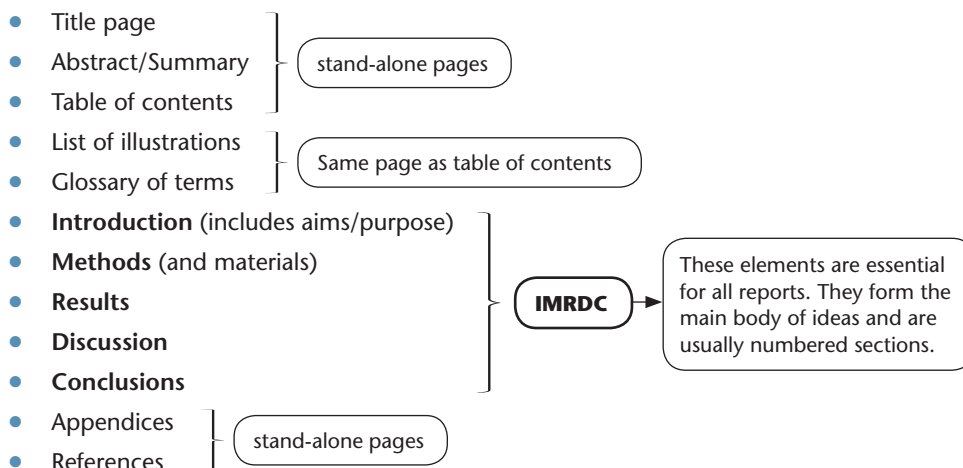 Title page
Abstract/Summary
Table of contents
stand-alone pages
List of illustrations
Glossary of terms
Same page as table of contents
Introduction (includes aims/purpose)
Methods (and materials)
Results
Discussion
Conclusions
IMRDC
These elements are essential
for all reports. They form the
main body of ideas and are
usually numbered sections.
Appendices
References
stand-alone pages